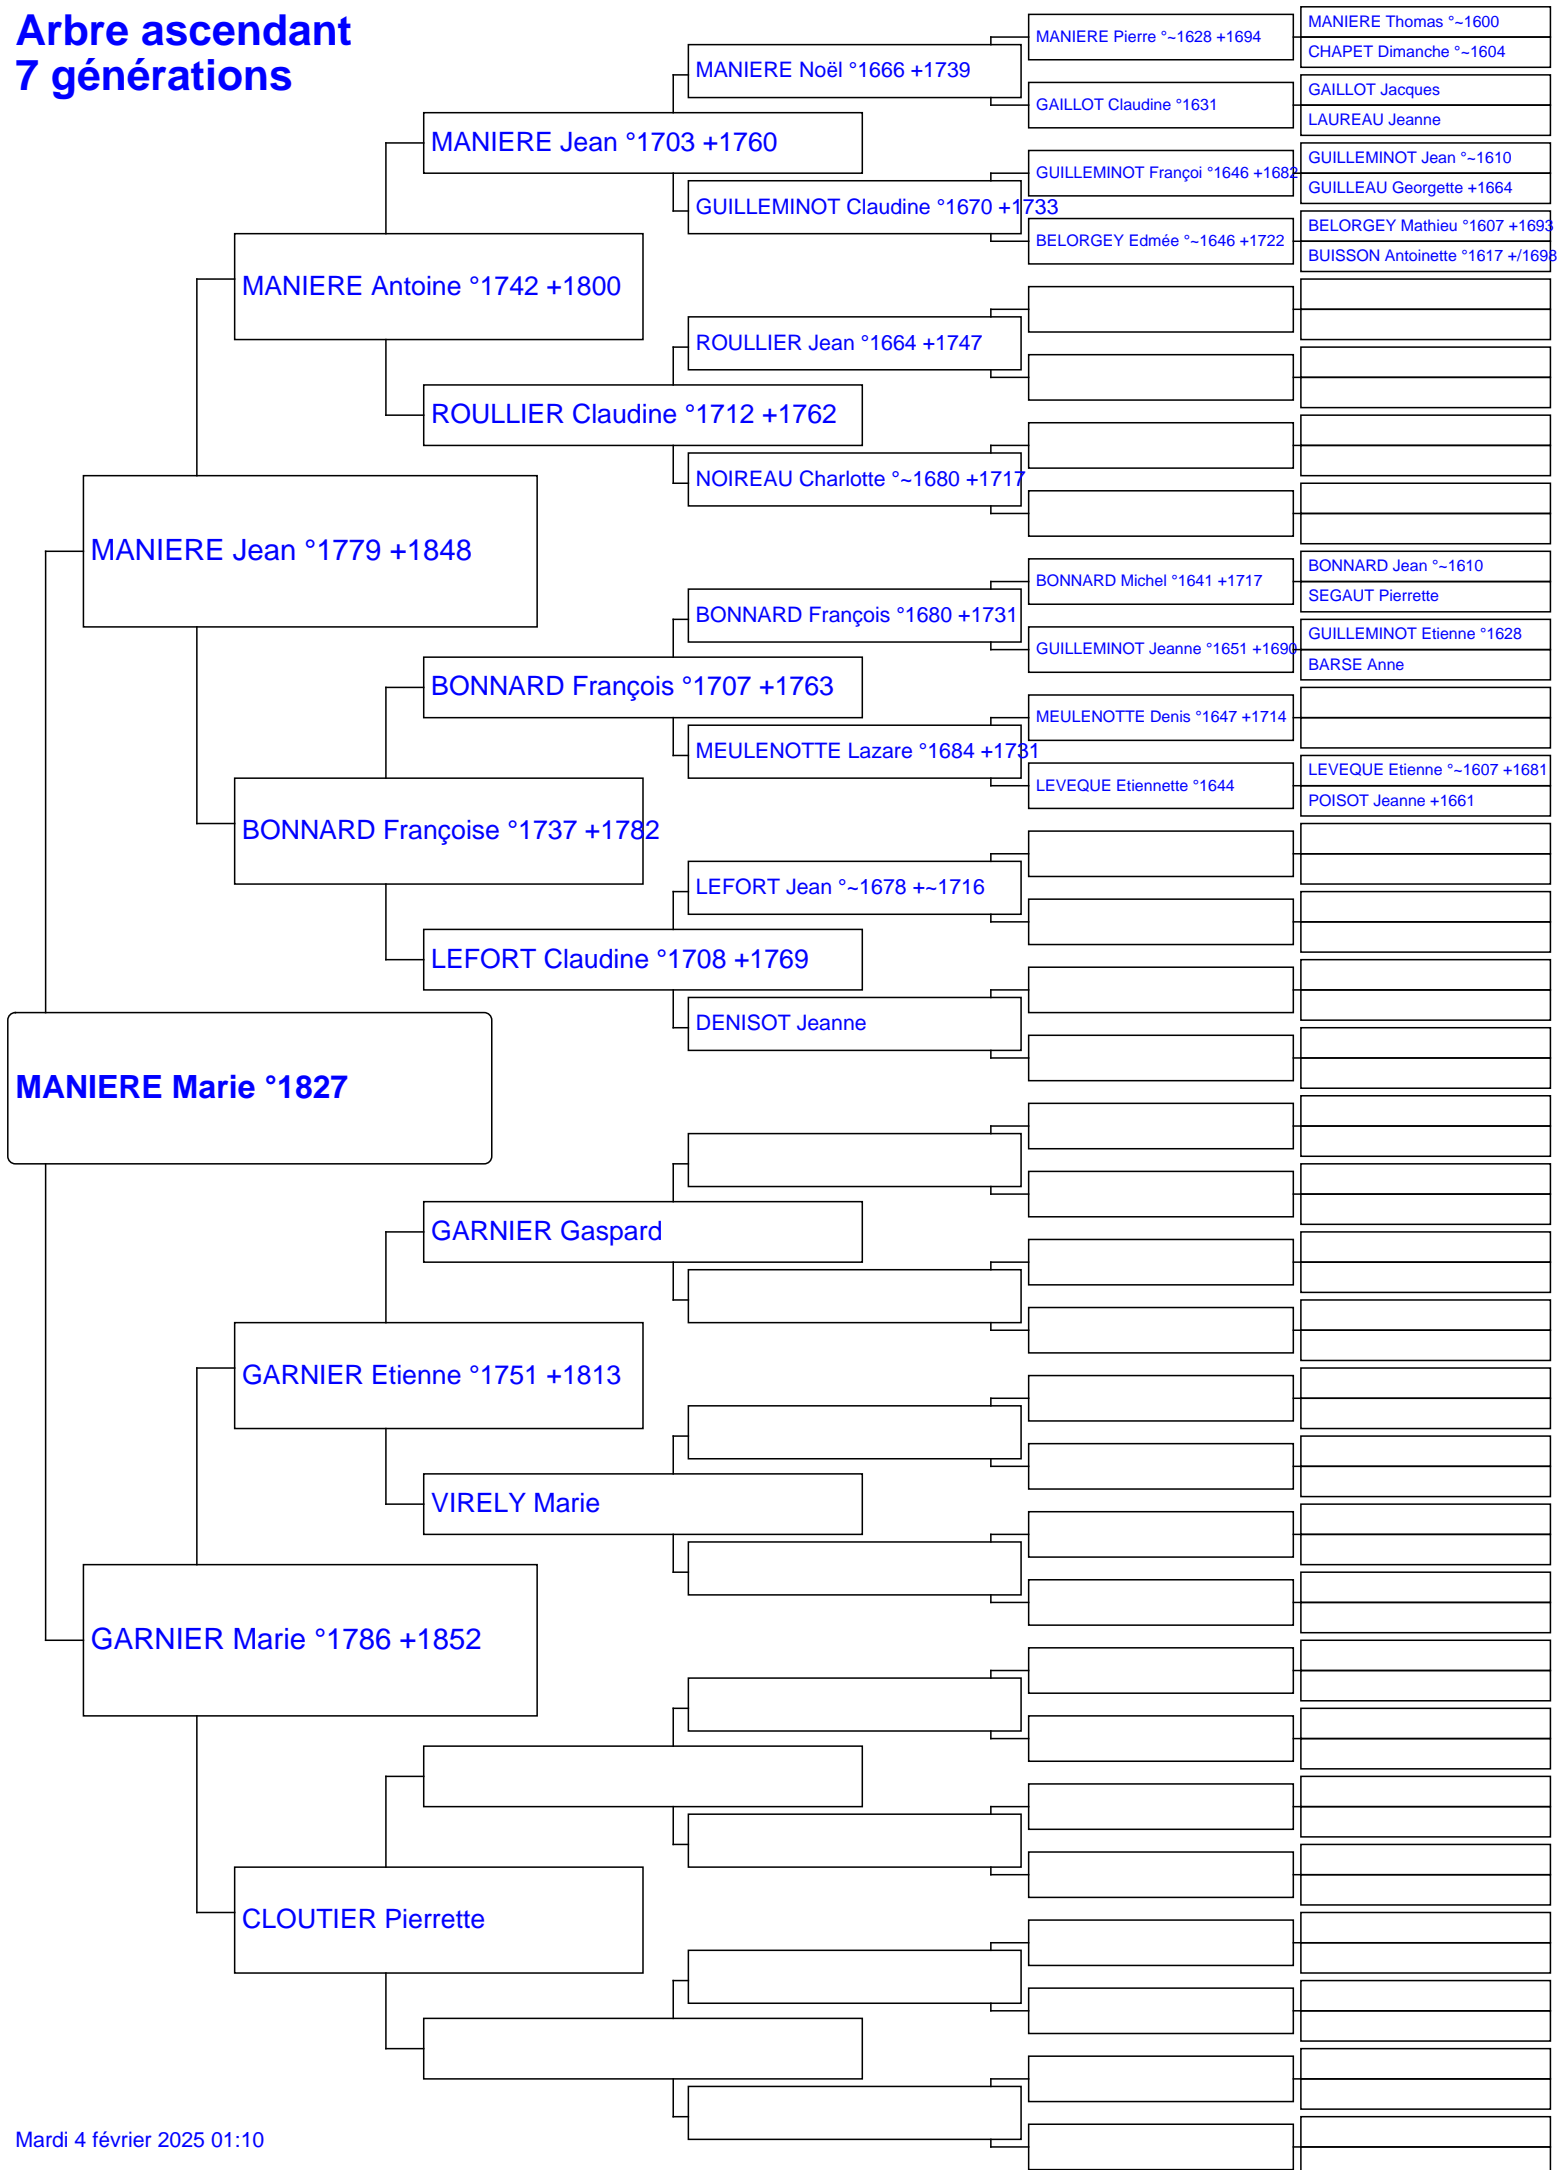 Arbre ascendant
7 générations
MANIERE Thomas °~1600
MANIERE Pierre °~1628 +1694
CHAPET Dimanche °~1604
MANIERE Noël °1666 +1739
GAILLOT Jacques
GAILLOT Claudine °1631
LAUREAU Jeanne
MANIERE Jean °1703 +1760
GUILLEMINOT Jean °~1610
GUILLEMINOT Françoi °1646 +1682
GUILLEAU Georgette +1664
GUILLEMINOT Claudine °1670 +1733
BELORGEY Mathieu °1607 +1693
BELORGEY Edmée °~1646 +1722
BUISSON Antoinette °1617 +/1698
MANIERE Antoine °1742 +1800
ROULLIER Jean °1664 +1747
ROULLIER Claudine °1712 +1762
NOIREAU Charlotte °~1680 +1717
MANIERE Jean °1779 +1848
BONNARD Jean °~1610
BONNARD Michel °1641 +1717
SEGAUT Pierrette
BONNARD François °1680 +1731
GUILLEMINOT Etienne °1628
GUILLEMINOT Jeanne °1651 +1690
BARSE Anne
BONNARD François °1707 +1763
MEULENOTTE Denis °1647 +1714
MEULENOTTE Lazare °1684 +1731
LEVEQUE Etienne °~1607 +1681
LEVEQUE Etiennette °1644
POISOT Jeanne +1661
BONNARD Françoise °1737 +1782
LEFORT Jean °~1678 +~1716
LEFORT Claudine °1708 +1769
DENISOT Jeanne
MANIERE Marie °1827
GARNIER Gaspard
GARNIER Etienne °1751 +1813
VIRELY Marie
GARNIER Marie °1786 +1852
CLOUTIER Pierrette
Mardi 4 février 2025 01:10